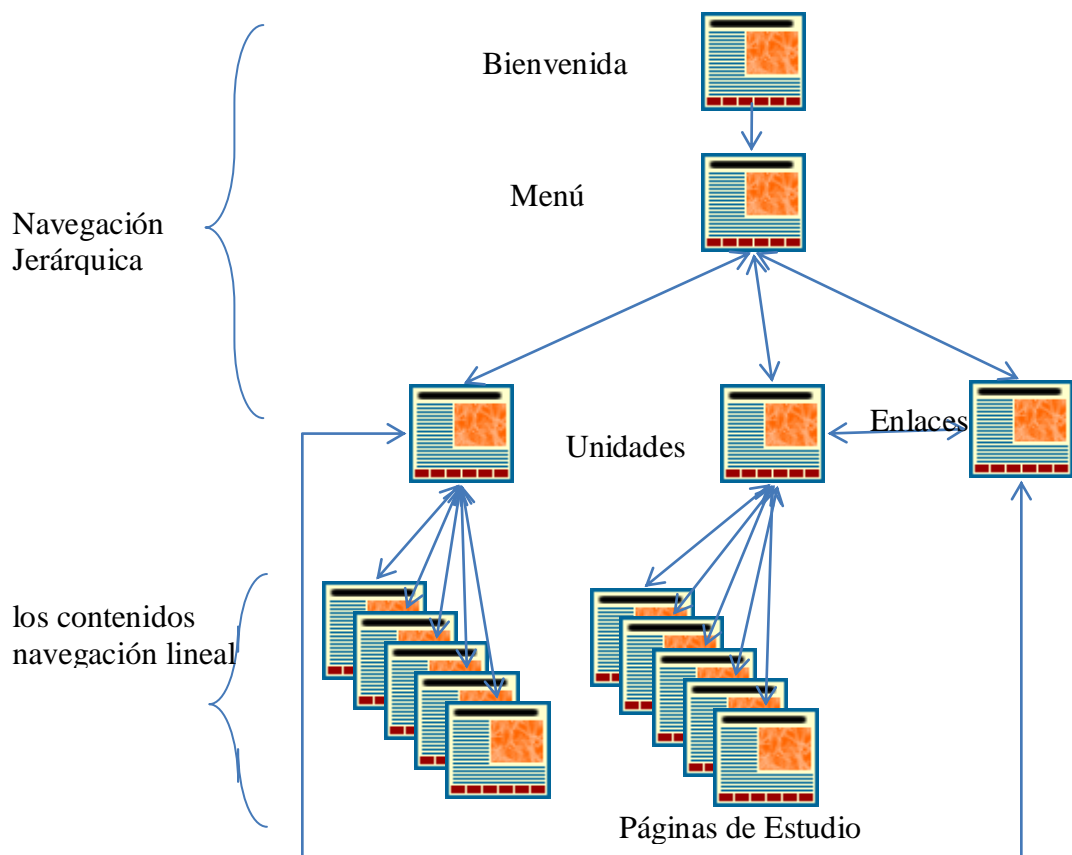 Bienvenida
Menú
Navegación
Jerárquica
Enlaces
Unidades
los contenidos
navegación lineal
Páginas de Estudio